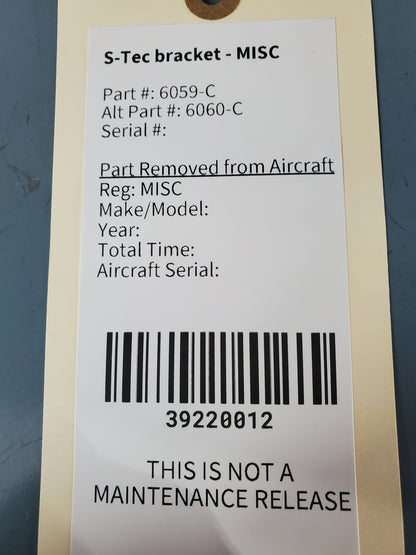 S-Tec bracket - MISC
Part #: 6059-C
Alt Part #: 6060-C
Serial #:
Part Removed from Aircraft
Reg: MISC
Make/Model:
Year:
Total Time:
Aircraft Serial:
39220012
THIS IS NOT A
MAINTENANCE RELEASE